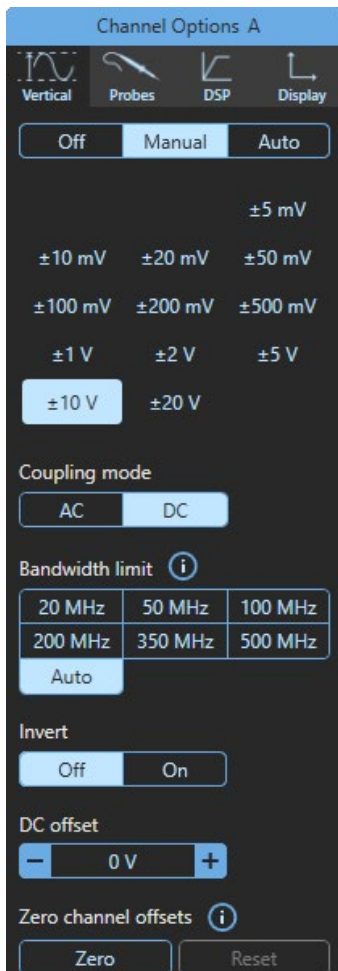 Channel Options A
Vertical Probes DSP Display
Off Manual Auto
±5 mV
±10 mV ±20 mV ±50 mV
±100 mV ±200 mV ±500 mV
±1 V ±2 V ±5 V
±10 V ±20 V
Coupling mode
AC DC
Bandwidth limit i
20 MHz 50 MHz 100 MHz
200 MHz 350 MHz 500 MHz
Auto
Invert
Off On
DC offset
− 0 V +
Zero channel offsets i
Zero Reset